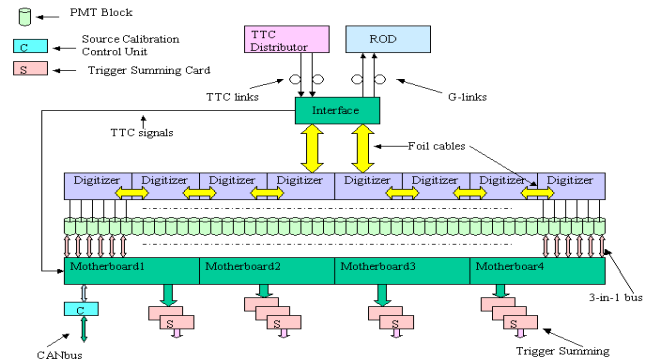 PMT Block
C
Source Calibration
Control Unit
S
Trigger Summing Card
TTC
Distributor
ROD
TTC links
G-links
Interface
TTC signals
Foil cables
Digitizer
Digitizer
Digitizer
Digitizer
Digitizer
Digitizer
Digitizer
Digitizer
Motherboard1
Motherboard2
Motherboard3
Motherboar4
3-in-1 bus
C
S
S
S
S
CANbus
Trigger Summing